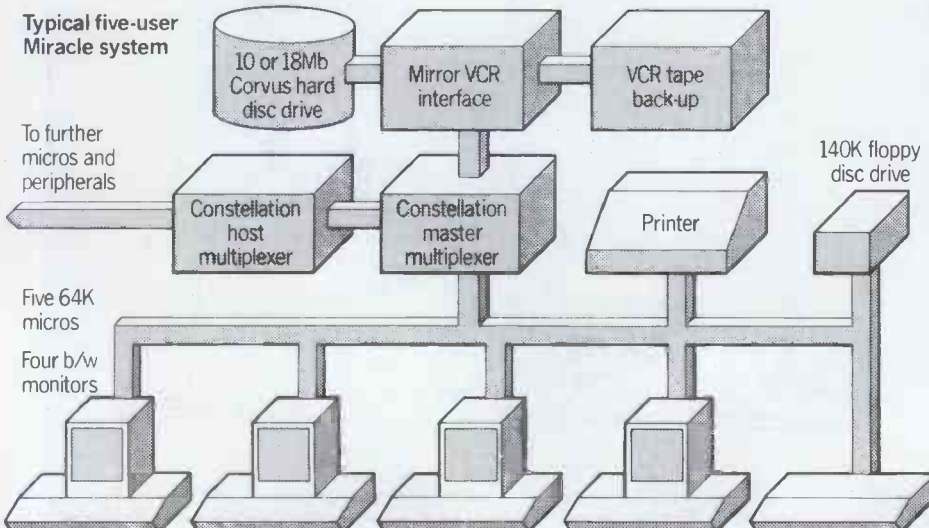 Typical five-user
Miracle system
10 or 18Mb
Corvus hard
disc drive
Mirror VCR
interface
VCR tape
back-up
To further
micros and
peripherals
Constellation
host
multiplexer
Constellation
master
multiplexer
Printer
140K floppy
disc drive
Five 64K
micros
Four b/w
monitors